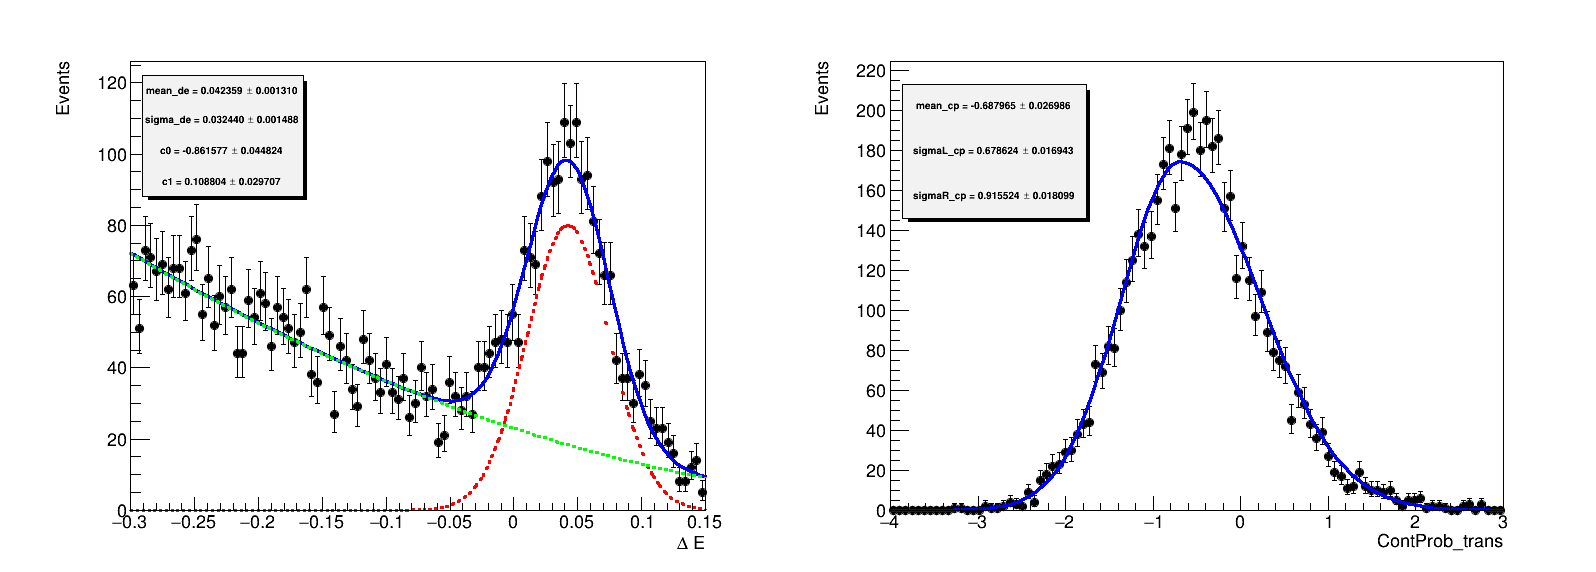 Events
120
100
80
60
40
20
0
−0.3 −0.25 −0.2 −0.15 −0.1 −0.05 0 0.05 0.1 0.15
Δ E
mean_de = 0.042359 ± 0.001310
sigma_de = 0.032440 ± 0.001488
c0 = -0.861577 ± 0.044824
c1 = 0.108804 ± 0.029707
Events
220
200
180
160
140
120
100
80
60
40
20
0
−4 −3 −2 −1 0 1 2 3
ContProb_trans
mean_cp = -0.687965 ± 0.026986
sigmaL_cp = 0.678624 ± 0.016943
sigmaR_cp = 0.915524 ± 0.018099